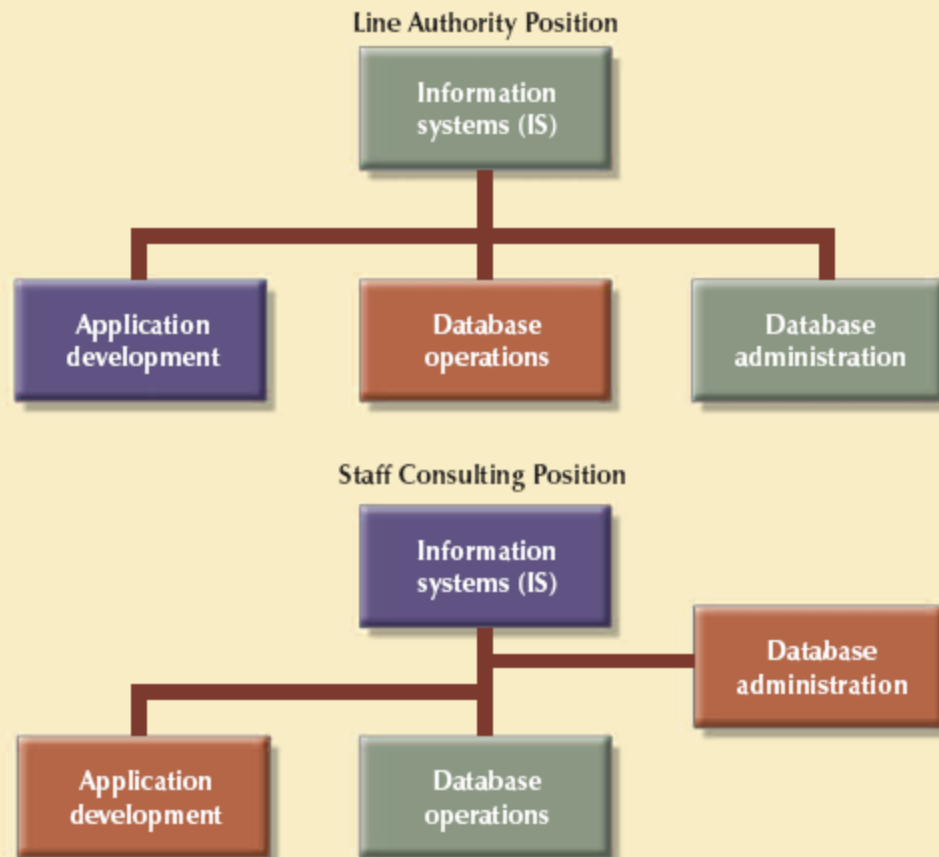 Line Authority Position
Information
systems (IS)
Application
development
Database
operations
Database
administration
Staff Consulting Position
Information
systems (IS)
Database
administration
Application
development
Database
operations